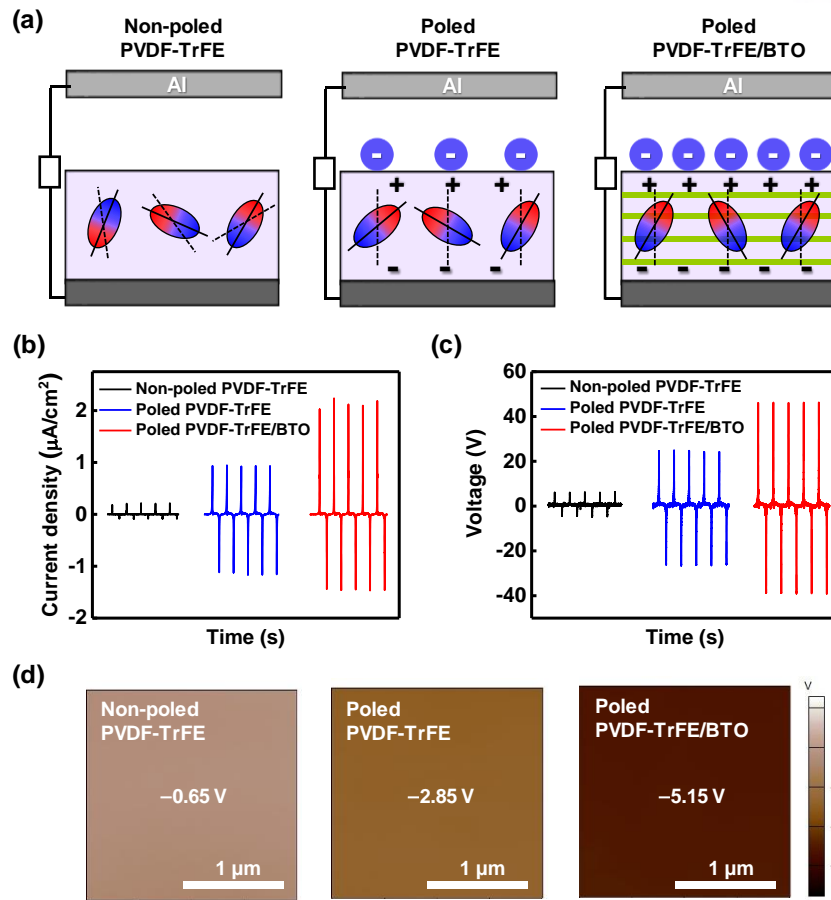 (a)
Non-poled
PVDF-TrFE
Poled
PVDF-TrFE
Poled
PVDF-TrFE/BTO
Al
Al
Al
- - -
- - - - -
+ + +
+ + + + +
- - -
- - - - -
(b)
Current density (µA/cm²)
2
1
0
-1
-2
Non-poled PVDF-TrFE
Poled PVDF-TrFE
Poled PVDF-TrFE/BTO
Time (s)
(c)
Voltage (V)
60
40
20
0
-20
-40
Non-poled PVDF-TrFE
Poled PVDF-TrFE
Poled PVDF-TrFE/BTO
Time (s)
(d)
Non-poled
PVDF-TrFE
−0.65 V
1 µm
Poled
PVDF-TrFE
−2.85 V
1 µm
Poled
PVDF-TrFE/BTO
−5.15 V
1 µm
V